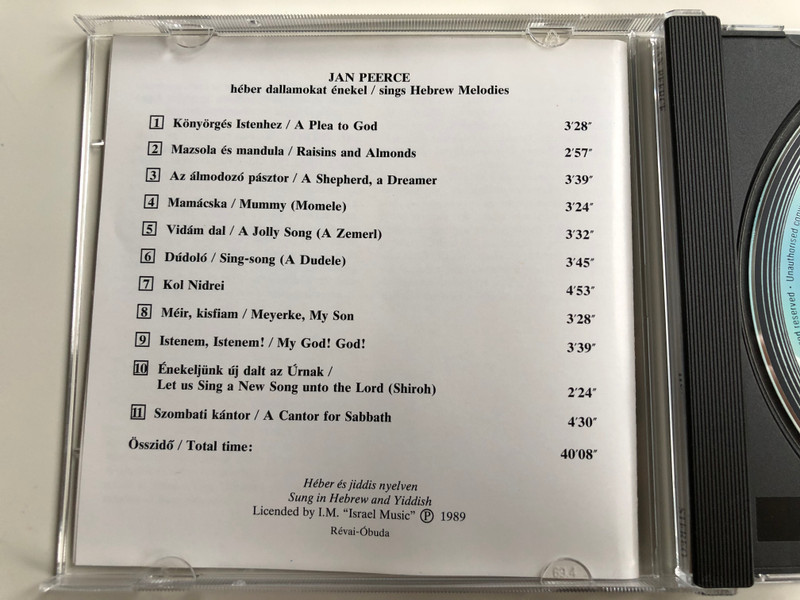 JAN PEERCE
héber dallamokat énekel / sings Hebrew Melodies
1 Könyörgés Istenhez / A Plea to God 3′28″
2 Mazsola és mandula / Raisins and Almonds 2′57″
3 Az álmodozó pásztor / A Shepherd, a Dreamer 3′39″
4 Mamácska / Mummy (Momele) 3′24″
5 Vidám dal / A Jolly Song (A Zemerl) 3′32″
6 Dúdoló / Sing-song (A Dudele) 3′45″
7 Kol Nidrei 4′53″
8 Méir, kisfiam / Meyerke, My Son 3′28″
9 Istenem, Istenem! / My God! God! 3′39″
10 Énekeljünk új dalt az Úrnak /
Let us Sing a New Song unto the Lord (Shiroh) 2′24″
11 Szombati kántor / A Cantor for Sabbath 4′30″
Összidő / Total time: 40′08″
Héber és jiddis nyelven
Sung in Hebrew and Yiddish
Licended by I.M. “Israel Music” Ⓟ 1989
Révai-Óbuda
63.4
reserved · Unauthorised